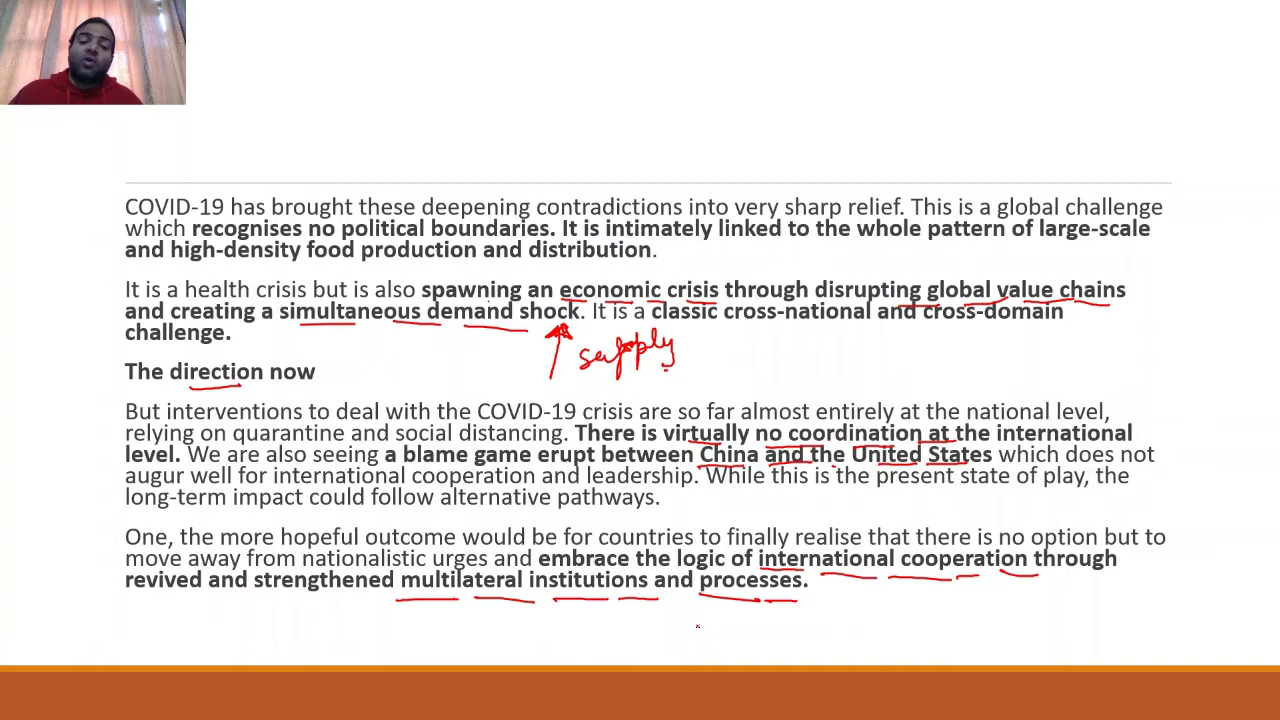 COVID-19 has brought these deepening contradictions into very sharp relief. This is a global challenge
which recognises no political boundaries. It is intimately linked to the whole pattern of large-scale
and high-density food production and distribution.
It is a health crisis but is also spawning an economic crisis through disrupting global value chains
and creating a simultaneous demand shock. It is a classic cross-national and cross-domain
challenge.
supply
The direction now
But interventions to deal with the COVID-19 crisis are so far almost entirely at the national level,
relying on quarantine and social distancing. There is virtually no coordination at the international
level. We are also seeing a blame game erupt between China and the United States which does not
augur well for international cooperation and leadership. While this is the present state of play, the
long-term impact could follow alternative pathways.
One, the more hopeful outcome would be for countries to finally realise that there is no option but to
move away from nationalistic urges and embrace the logic of international cooperation through
revived and strengthened multilateral institutions and processes.